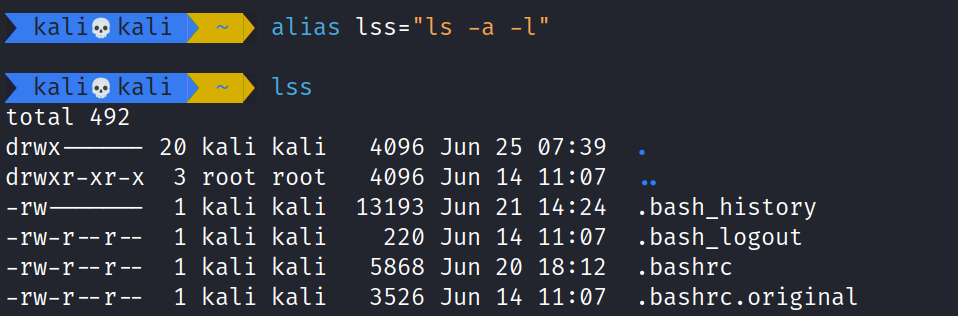 kali💀kali ~ alias lss="ls -a -l"
kali💀kali ~ lss
total 492
drwx------ 20 kali kali 4096 Jun 25 07:39 .
drwxr-xr-x 3 root root 4096 Jun 14 11:07 ..
-rw------- 1 kali kali 13193 Jun 21 14:24 .bash_history
-rw-r--r-- 1 kali kali 220 Jun 14 11:07 .bash_logout
-rw-r--r-- 1 kali kali 5868 Jun 20 18:12 .bashrc
-rw-r--r-- 1 kali kali 3526 Jun 14 11:07 .bashrc.original